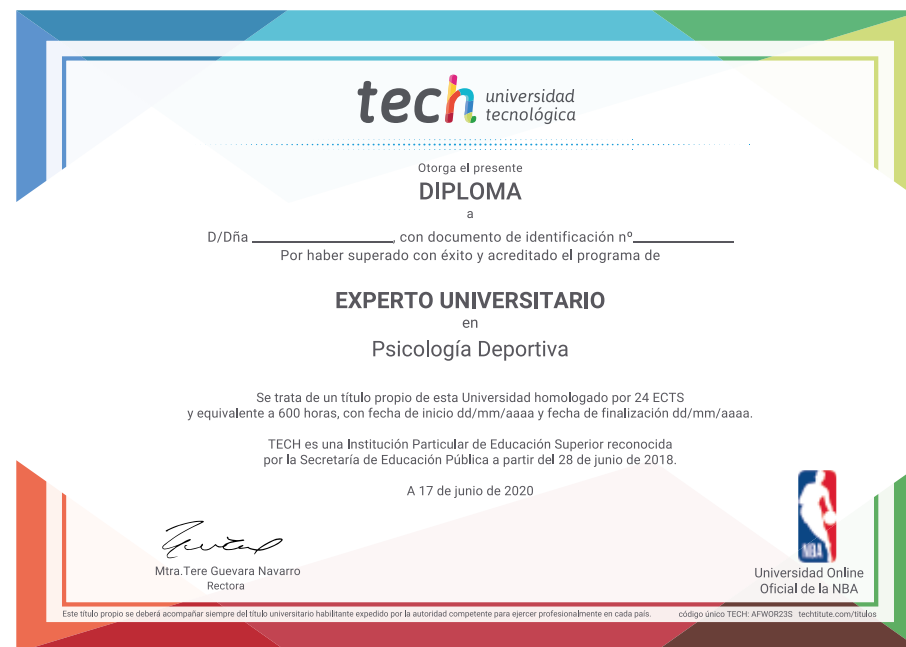 tech universidad
tecnológica
Otorga el presente
DIPLOMA
a
D/Dña ____________________, con documento de identificación nº______________
Por haber superado con éxito y acreditado el programa de
EXPERTO UNIVERSITARIO
en
Psicología Deportiva
Se trata de un título propio de esta Universidad homologado por 24 ECTS
y equivalente a 600 horas, con fecha de inicio dd/mm/aaaa y fecha de finalización dd/mm/aaaa.
TECH es una Institución Particular de Educación Superior reconocida
por la Secretaría de Educación Pública a partir del 28 de junio de 2018.
A 17 de junio de 2020
Mtra.Tere Guevara Navarro
Rectora
NBA
Universidad Online
Oficial de la NBA
Este título propio se deberá acompañar siempre del título universitario habilitante expedido por la autoridad competente para ejercer profesionalmente en cada país. código único TECH: AFWOR23S techtitute.com/titulos